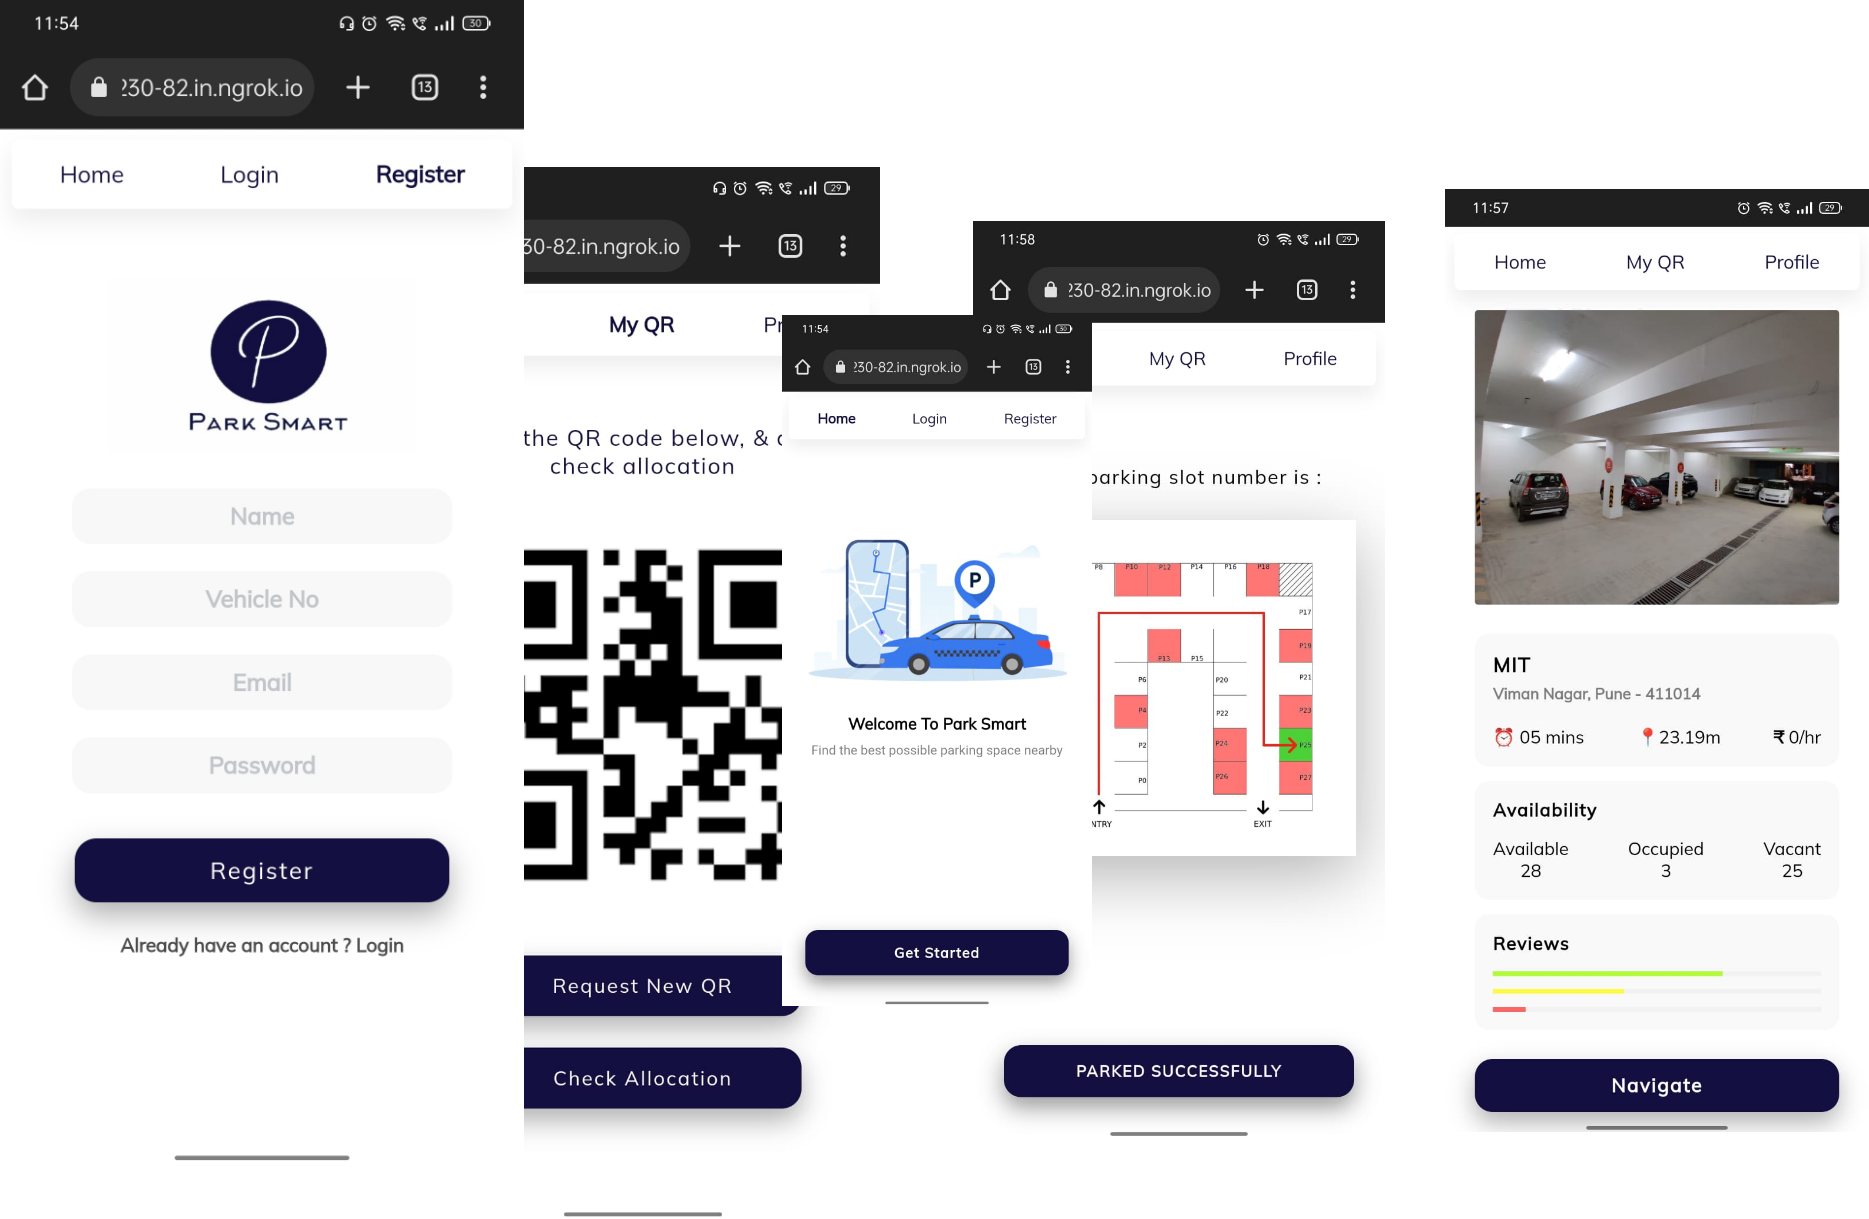 11:54
30
230-82.in.ngrok.io
13
Home Login Register
P
PARK SMART
Name
Vehicle No
Email
Password
Register
Already have an account ? Login
29
30-82.in.ngrok.io
13
My QR
the QR code below, &
check allocation
Request New QR
Check Allocation
11:54
30
230-82.in.ngrok.io
13
Home Login Register
P
Welcome To Park Smart
Find the best possible parking space nearby
Get Started
11:58
29
230-82.in.ngrok.io
13
My QR Profile
parking slot number is :
P8 P10 P12 P14 P16 P18
P17
P13 P15 P19
P6 P20 P21
P4 P22 P23
P2 P24 P25
P0 P26 P27
NTRY EXIT
PARKED SUCCESSFULLY
11:57
29
Home My QR Profile
MIT
Viman Nagar, Pune - 411014
05 mins 23.19m ₹ 0/hr
Availability
Available Occupied Vacant
28 3 25
Reviews
Navigate